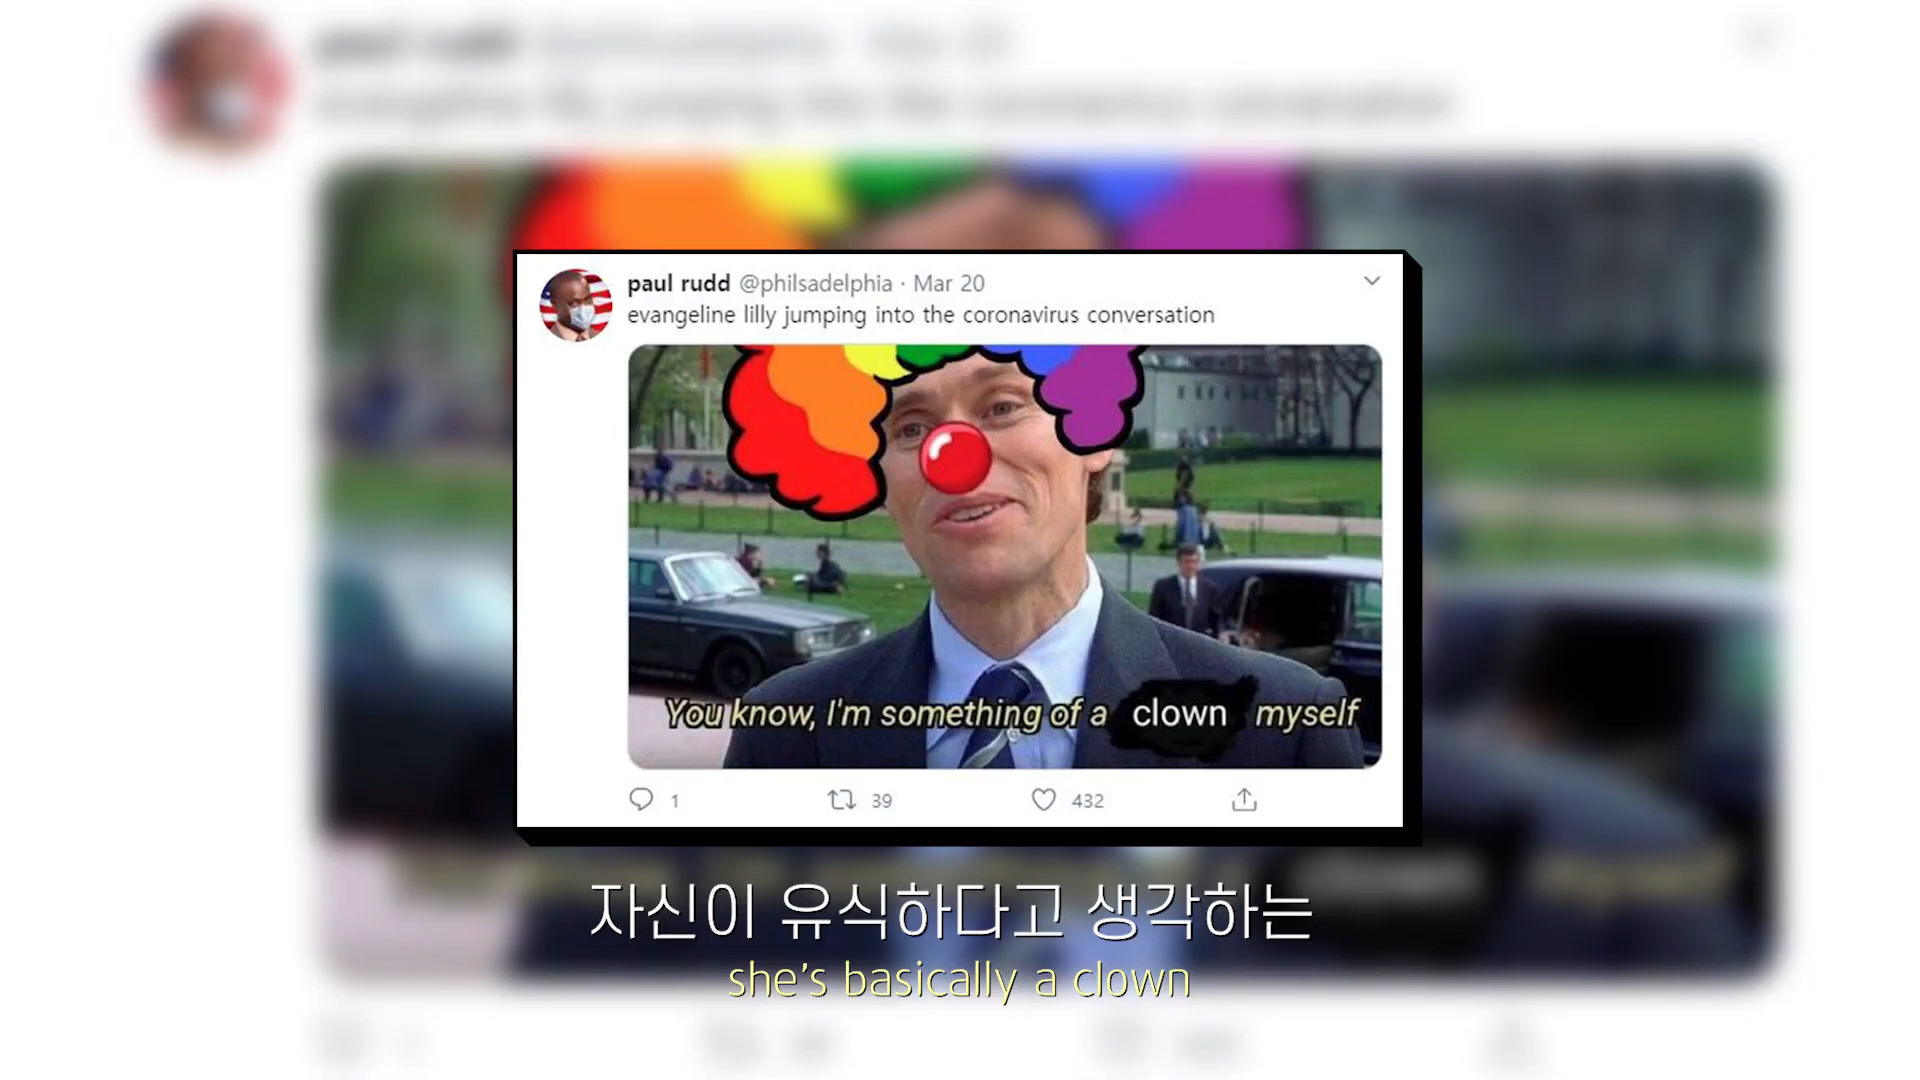 paul rudd @philsadelphia · Mar 20
evangeline lilly jumping into the coronavirus conversation
You know, I'm something of a clown myself
1 39 432
자신이 유식하다고 생각하는
she's basically a clown